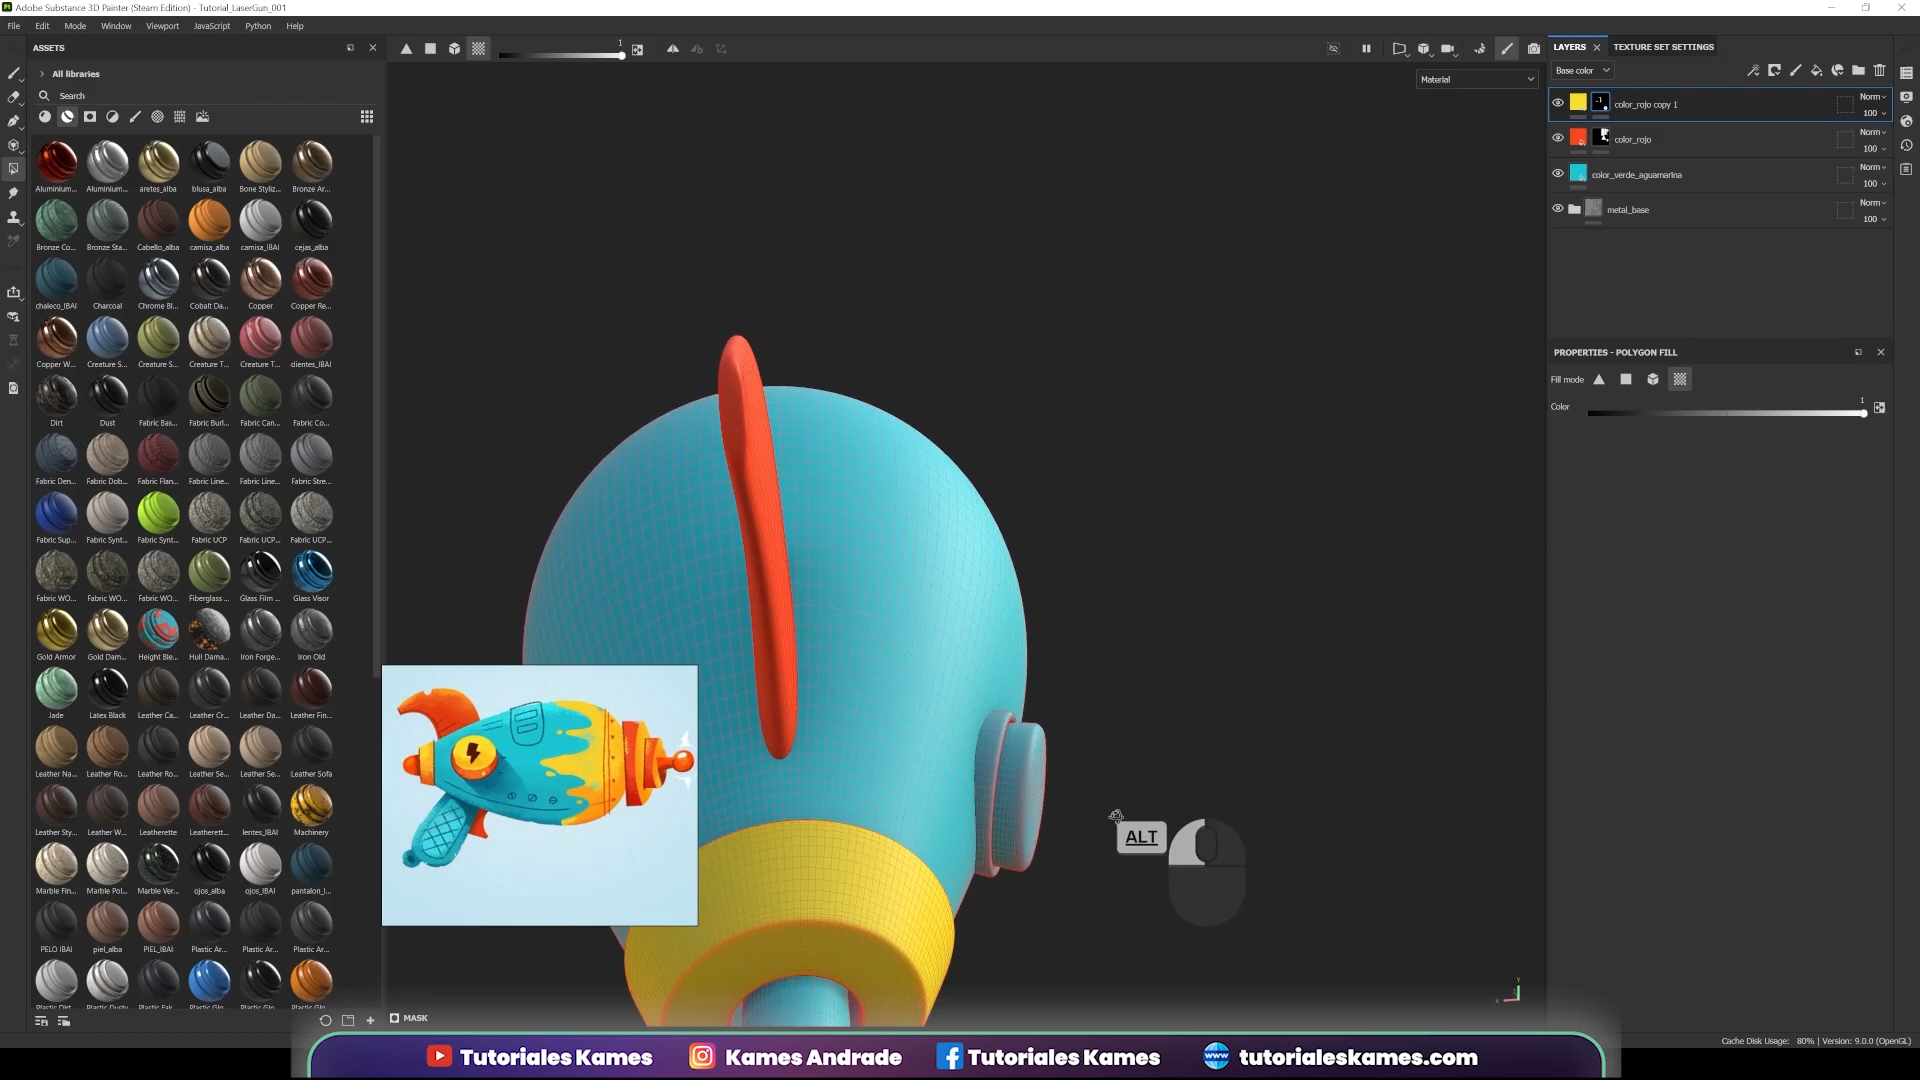 Adobe Substance 3D Painter (Steam Edition) - Tutorial_LaserGun_001
File Edit Mode Window Viewport JavaScript Python Help
ASSETS
All libraries
Search
Aluminium... Aluminium... aretes_alba blusa_alba Bone Styliz... Bronze Ar...
Bronze Co... Bronze Sta... Cabello_alba camisa_alba camisa_IBAI cejas_alba
chaleco_IBAI Charcoal Chrome Bl... Cobalt Da... Copper Copper Re...
Copper W... Creature S... Creature S... Creature T... Creature T... dientes_IBAI
Dirt Dust Fabric Bas... Fabric Burl... Fabric Can... Fabric Co...
Fabric Den... Fabric Dob... Fabric Flan... Fabric Line... Fabric Line... Fabric Stre...
Fabric Sup... Fabric Synt... Fabric Synt... Fabric UCP Fabric UCP... Fabric UCP...
Fabric WO... Fabric WO... Fabric WO... Fiberglass ... Glass Film ... Glass Visor
Gold Armor Gold Dam... Height Ble... Hull Dama... Iron Forge... Iron Old
Jade Latex Black Leather Ca... Leather Cr... Leather Da... Leather Fin...
Leather Na... Leather Ro... Leather Ro... Leather Se... Leather Se... Leather Sofa
Leather Sty... Leather W... Leatherette Leatherett... lentes_IBAI Machinery
Marble Fin... Marble Pol... Marble Ver... ojos_alba ojos_IBAI pantalon_I...
PELO IBAI piel_alba PIEL_IBAI Plastic Ar... Plastic Ar... Plastic Ar...
1
Material
ALT
MASK
LAYERS TEXTURE SET SETTINGS
Base color
color_rojo copy 1 Norm 100
color_rojo Norm 100
color_verde_aguamarina Norm 100
metal_base Norm 100
PROPERTIES - POLYGON FILL
Fill mode
Color 1
Cache Disk Usage: 80% | Version: 9.0.0 (OpenGL)
Tutoriales Kames Kames Andrade Tutoriales Kames tutorialeskames.com